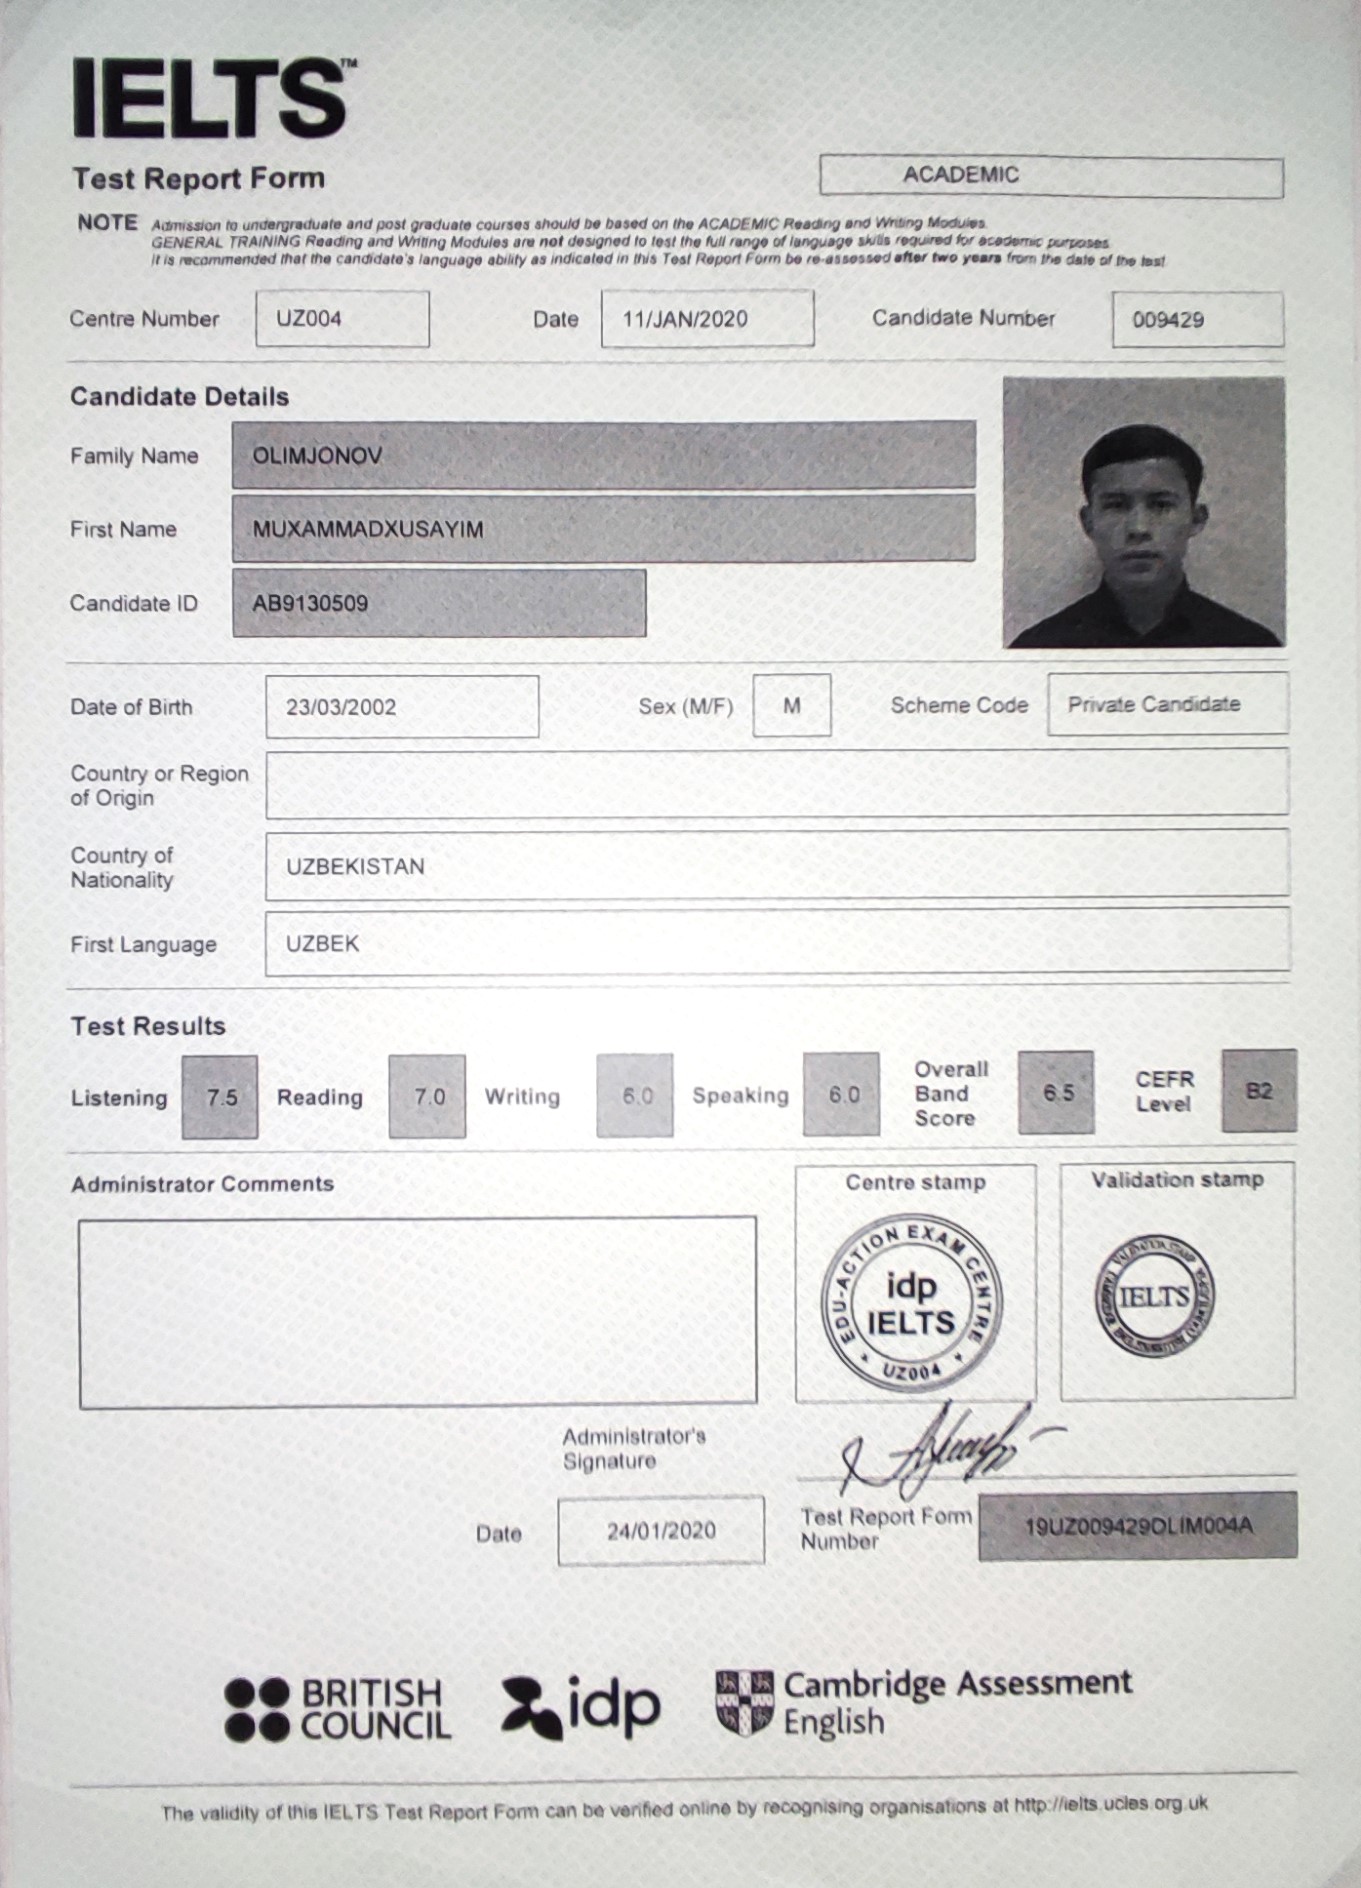 IELTS™
Test Report Form
ACADEMIC
NOTE Admission to undergraduate and post graduate courses should be based on the ACADEMIC Reading and Writing Modules.
GENERAL TRAINING Reading and Writing Modules are not designed to test the full range of language skills required for academic purposes.
It is recommended that the candidate's language ability as indicated in this Test Report Form be re-assessed after two years from the date of the test.
Centre Number UZ004 Date 11/JAN/2020 Candidate Number 009429
Candidate Details
Family Name OLIMJONOV
First Name MUXAMMADXUSAYIM
Candidate ID AB9130509
Date of Birth 23/03/2002 Sex (M/F) M Scheme Code Private Candidate
Country or Region
of Origin
Country of
Nationality
UZBEKISTAN
First Language UZBEK
Test Results
Listening 7.5 Reading 7.0 Writing 6.0 Speaking 6.0
Overall
Band
Score
6.5
CEFR
Level
B2
Administrator Comments
Centre stamp
Validation stamp
EDU-ACTION EXAM CENTRE
idp
IELTS
UZ004
IELTS
Administrator's
Signature
Date 24/01/2020
Test Report Form
Number
19UZ009429OLIM004A
BRITISH
COUNCIL
idp
Cambridge Assessment
English
The validity of this IELTS Test Report Form can be verified online by recognising organisations at http://ielts.ucles.org.uk